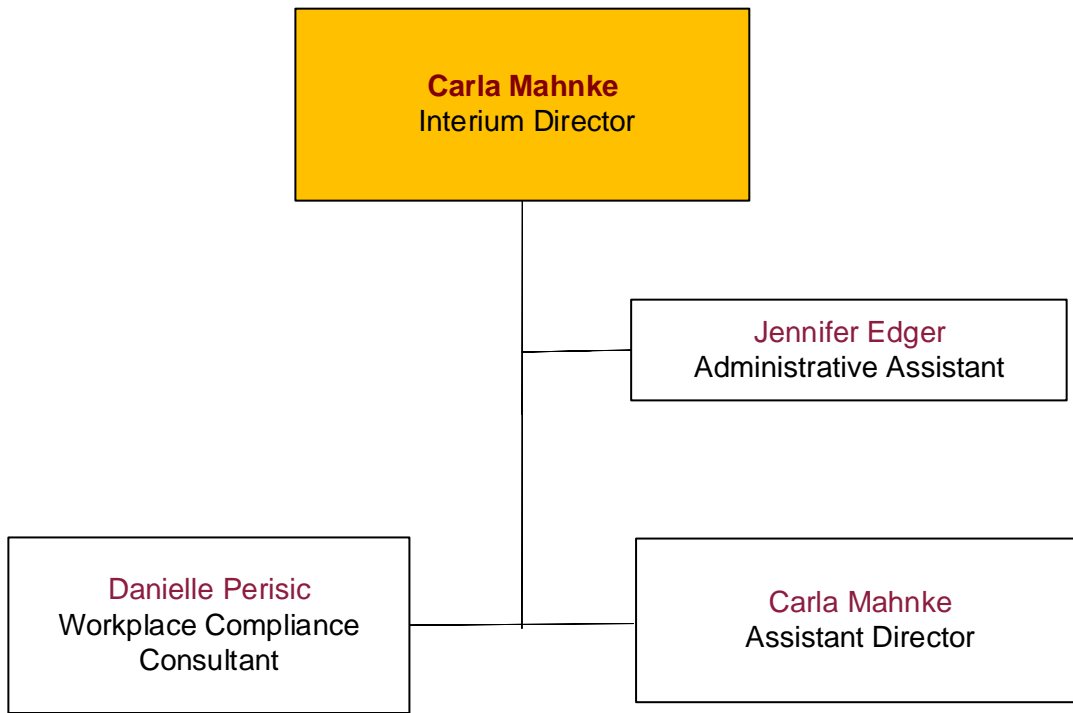 Carla Mahnke
Interium Director
Jennifer Edger
Administrative Assistant
Danielle Perisic
Workplace Compliance
Consultant
Carla Mahnke
Assistant Director